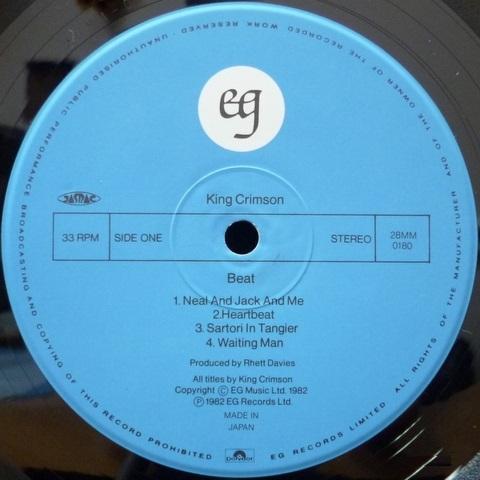 UNAUTHORISED PUBLIC PERFORMANCE BROADCASTING AND COPYING OF THIS RECORD PROHIBITED
EG RECORDS LIMITED ALL RIGHTS OF THE MANUFACTURER AND OF THE OWNER OF THE RECORDED WORK RESERVED ·
eg
King Crimson
JASRAC
33 RPM SIDE ONE STEREO 28MM
0180
Beat
1. Neal And Jack And Me
2.Heartbeat
3. Sartori In Tangier
4. Waiting Man
Produced by Rhett Davies
All titles by King Crimson
Copyright Ⓒ EG Music Ltd. 1982
Ⓟ 1982 EG Records Ltd.
MADE IN
JAPAN
Polydor